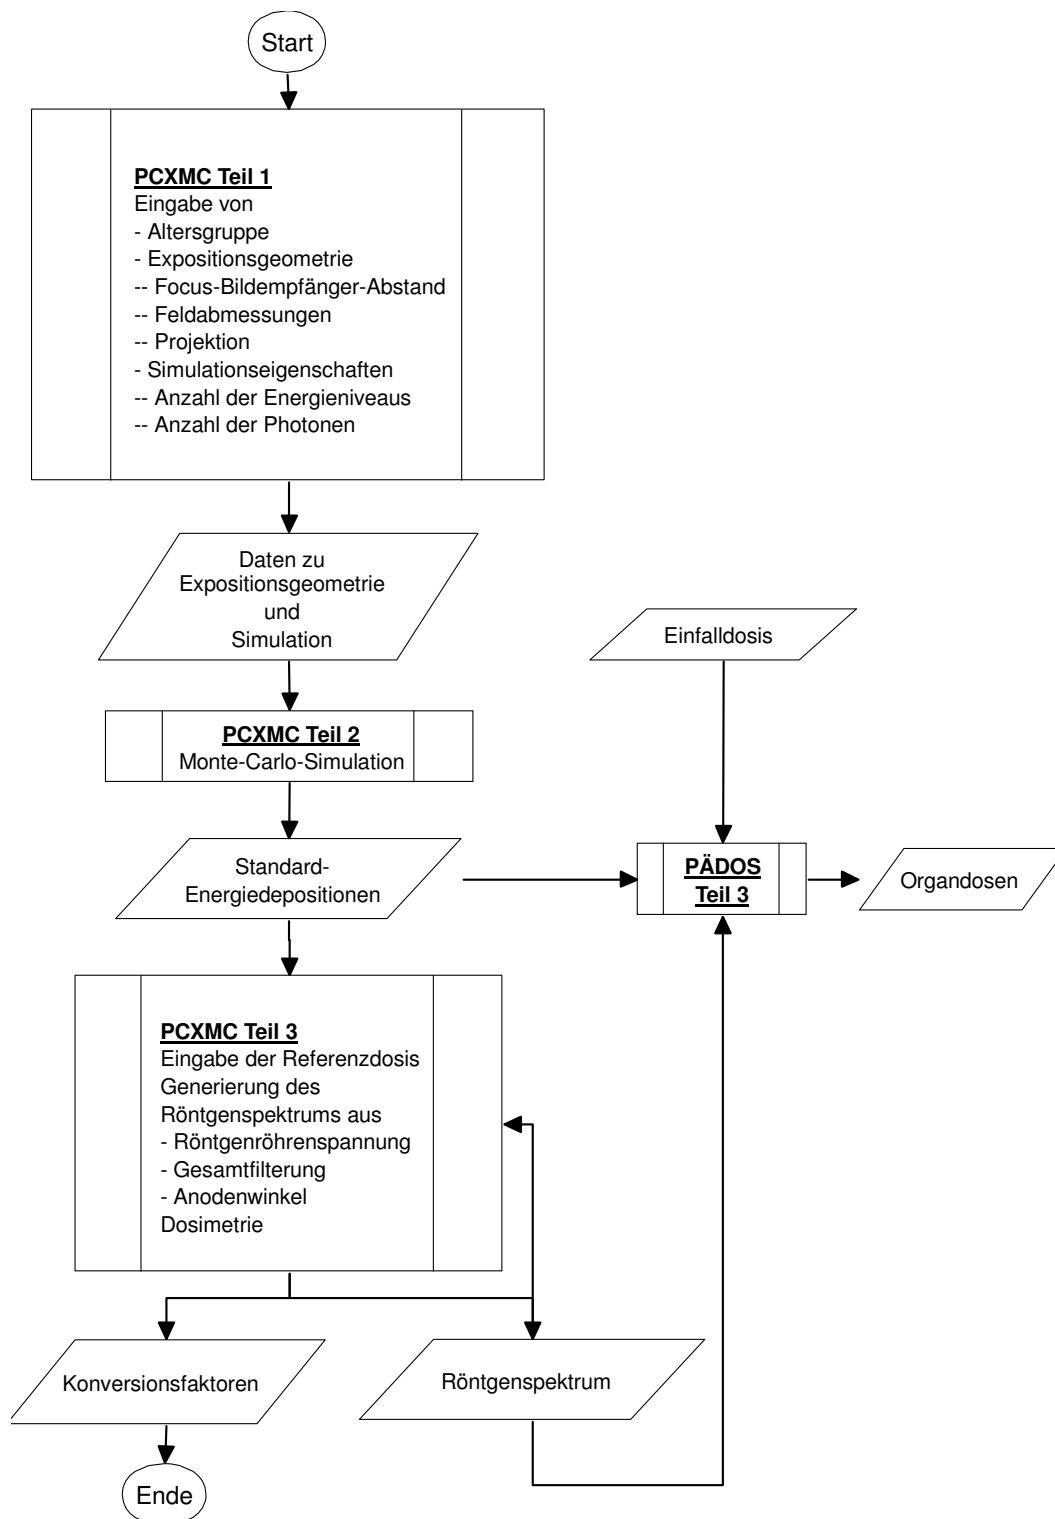 Start
PCXMC Teil 1
Eingabe von
- Altersgruppe
- Expositionsgeometrie
-- Focus-Bildempfänger-Abstand
-- Feldabmessungen
-- Projektion
- Simulationseigenschaften
-- Anzahl der Energieniveaus
-- Anzahl der Photonen
Daten zu
Expositionsgeometrie
und
Simulation
Einfalldosis
PCXMC Teil 2
Monte-Carlo-Simulation
Standard-
Energiedepositionen
PÄDOS
Teil 3
Organdosen
PCXMC Teil 3
Eingabe der Referenzdosis
Generierung des
Röntgenspektrums aus
- Röntgenröhrenspannung
- Gesamtfilterung
- Anodenwinkel
Dosimetrie
Konversionsfaktoren
Röntgenspektrum
Ende